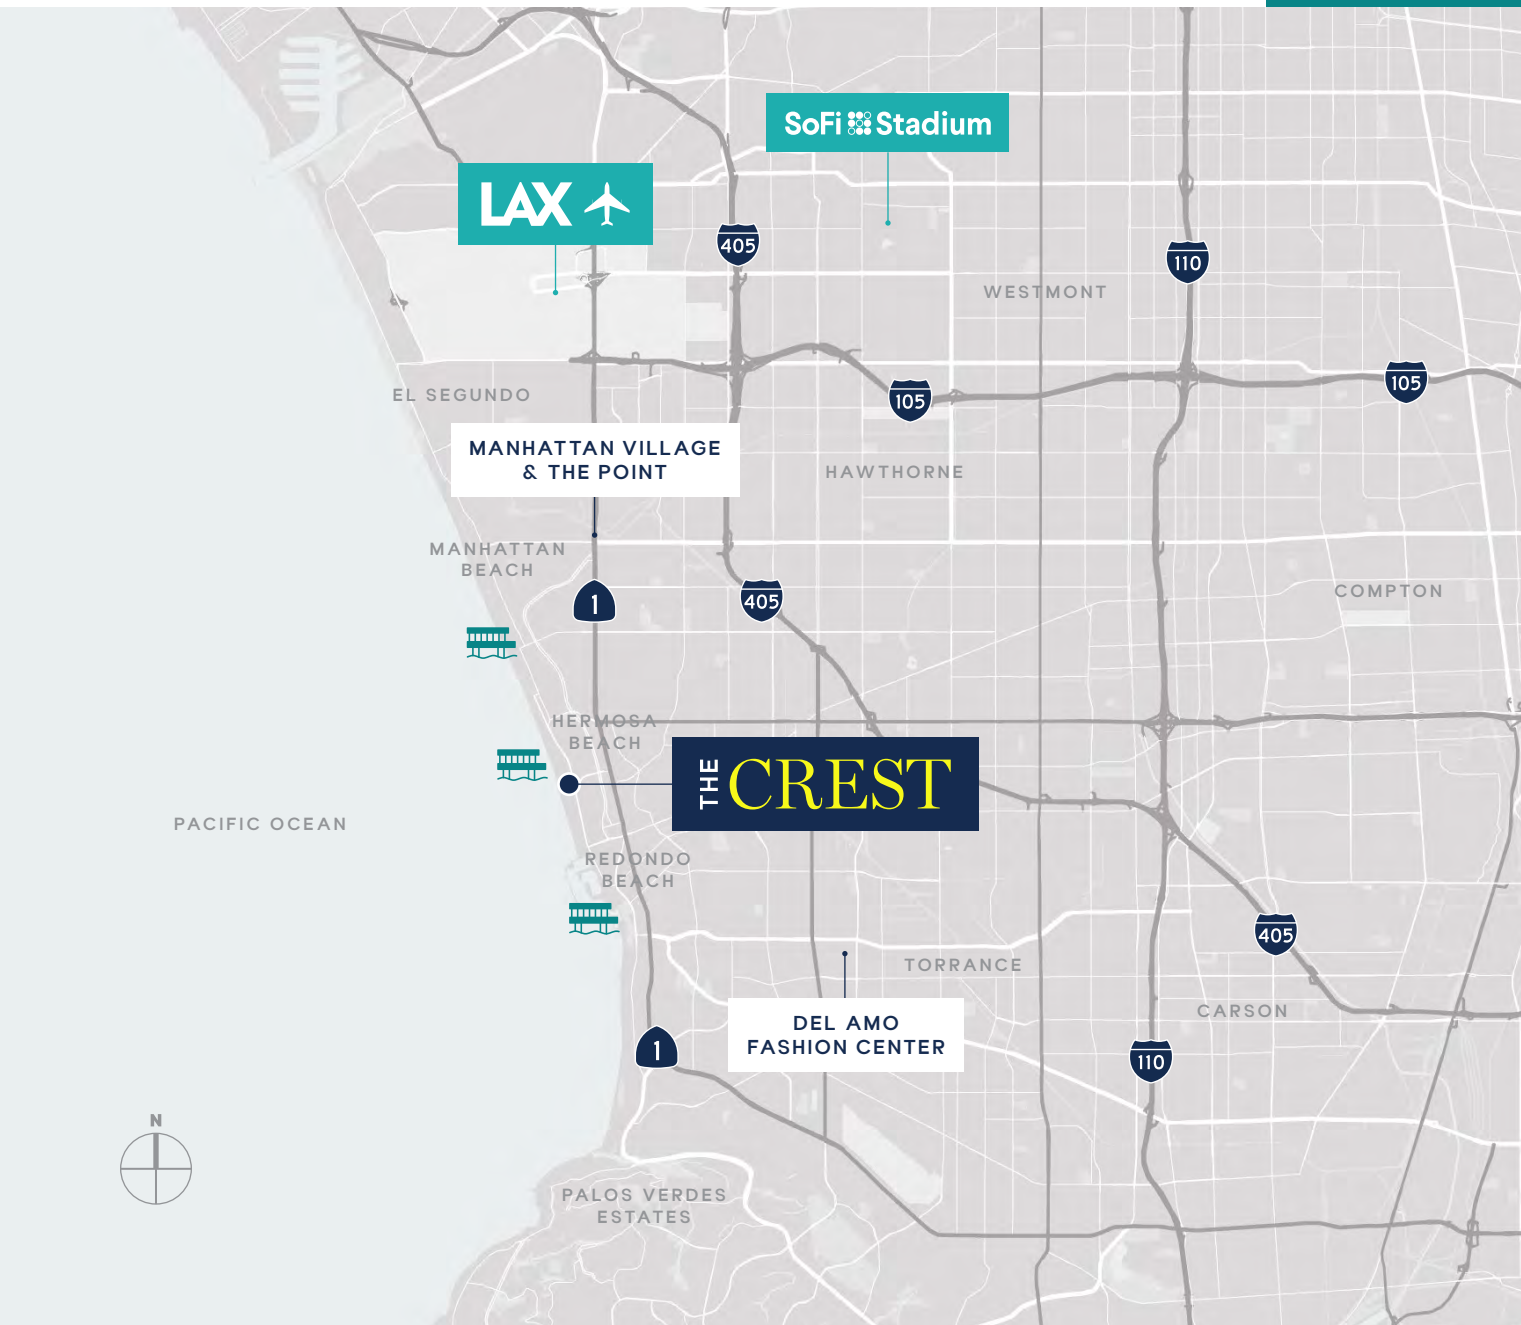 SoFi Stadium
LAX
405
110
WESTMONT
105
105
EL SEGUNDO
MANHATTAN VILLAGE
& THE POINT
HAWTHORNE
MANHATTAN
BEACH
1
405
COMPTON
HERMOSA
BEACH
THE CREST
PACIFIC OCEAN
REDONDO
BEACH
405
TORRANCE
CARSON
DEL AMO
FASHION CENTER
1
110
N
PALOS VERDES
ESTATES